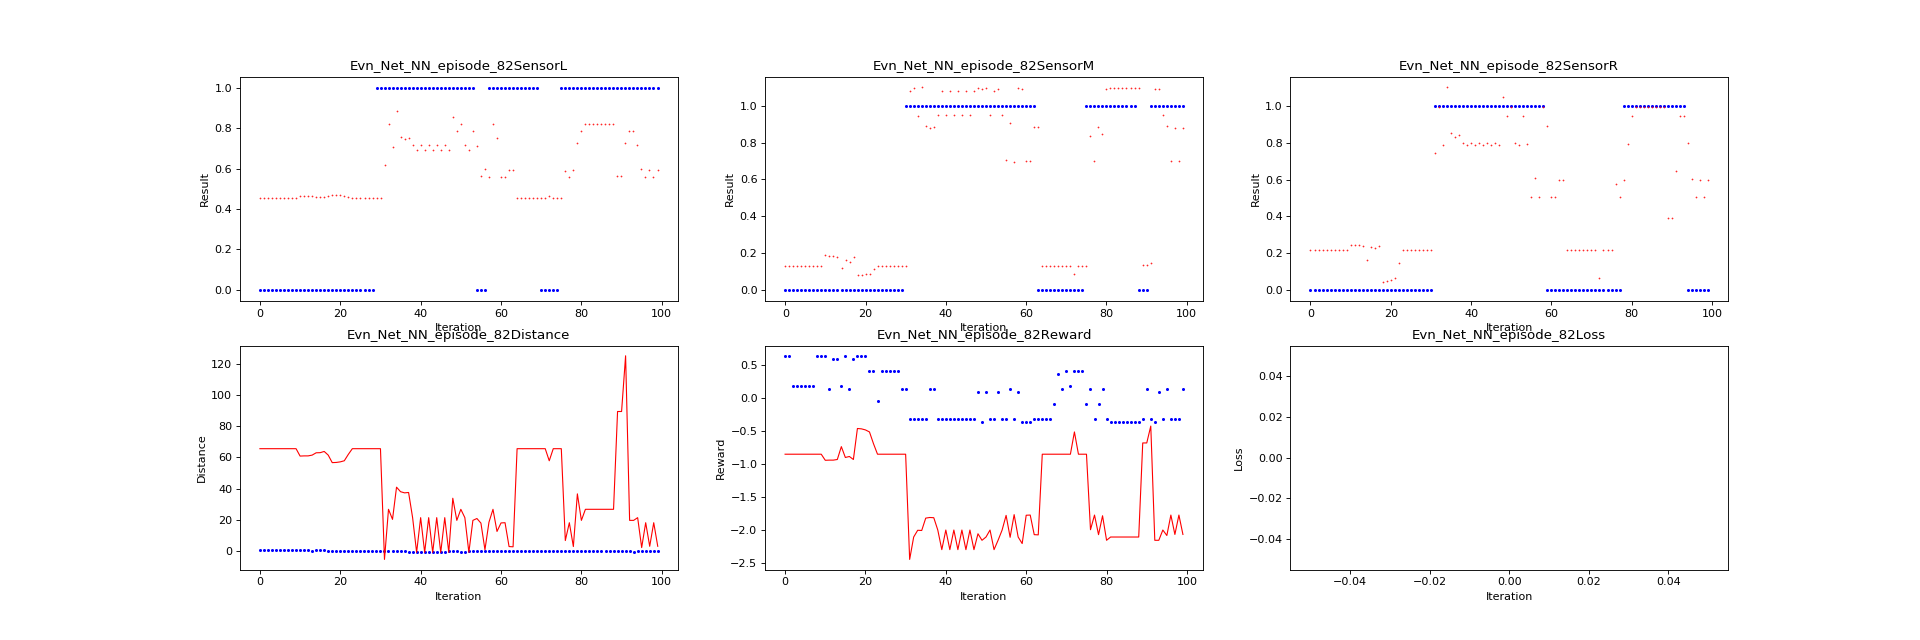 Evn_Net_NN_episode_82SensorL
Evn_Net_NN_episode_82SensorM
Evn_Net_NN_episode_82SensorR
Result
1.0
0.8
0.6
0.4
0.2
0.0
0 20 40 60 80 100
Iteration
Result
1.0
0.8
0.6
0.4
0.2
0.0
0 20 40 60 80 100
Iteration
Result
1.0
0.8
0.6
0.4
0.2
0.0
0 20 40 60 80 100
Iteration
Evn_Net_NN_episode_82Distance
Evn_Net_NN_episode_82Reward
Evn_Net_NN_episode_82Loss
Distance
120
100
80
60
40
20
0
0 20 40 60 80 100
Iteration
Reward
0.5
0.0
−0.5
−1.0
−1.5
−2.0
−2.5
0 20 40 60 80 100
Iteration
Loss
0.04
0.02
0.00
−0.02
−0.04
−0.04 −0.02 0.00 0.02 0.04
Iteration